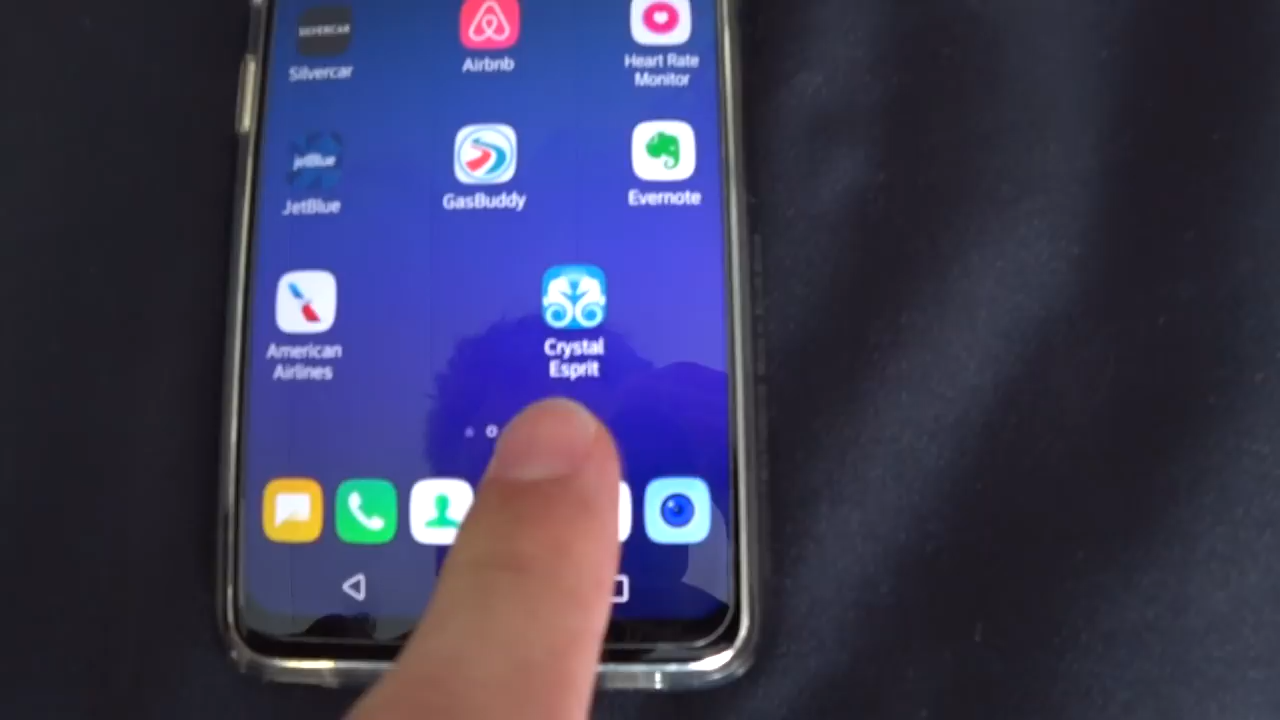 SILVERCAR
Silvercar
Airbnb
Heart Rate
Monitor
jetBlue
JetBlue
GasBuddy
Evernote
American
Airlines
Crystal
Esprit